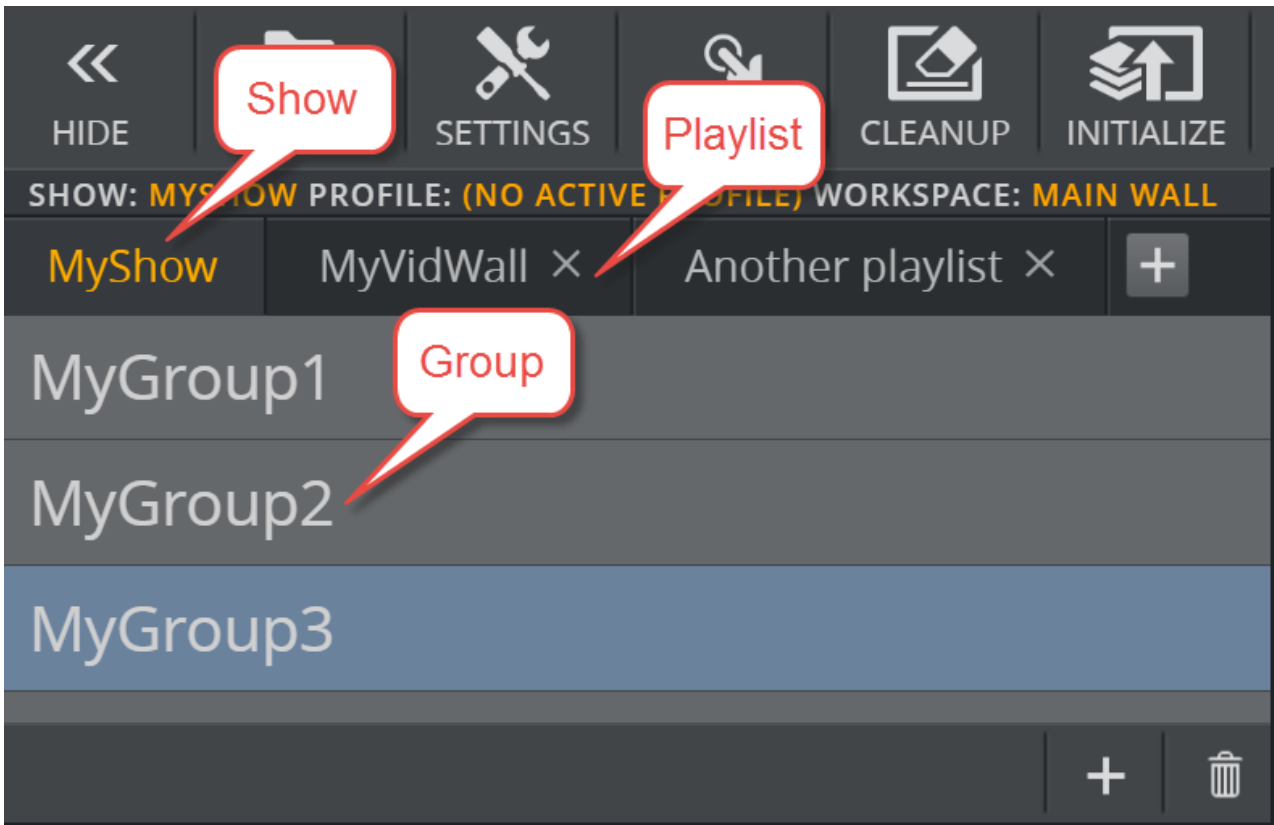 Show
HIDE SETTINGS Playlist CLEANUP INITIALIZE
SHOW: MYSHOW PROFILE: (NO ACTIVE PROFILE) WORKSPACE: MAIN WALL
MyShow MyVidWall × Another playlist × +
MyGroup1
Group
MyGroup2
MyGroup3